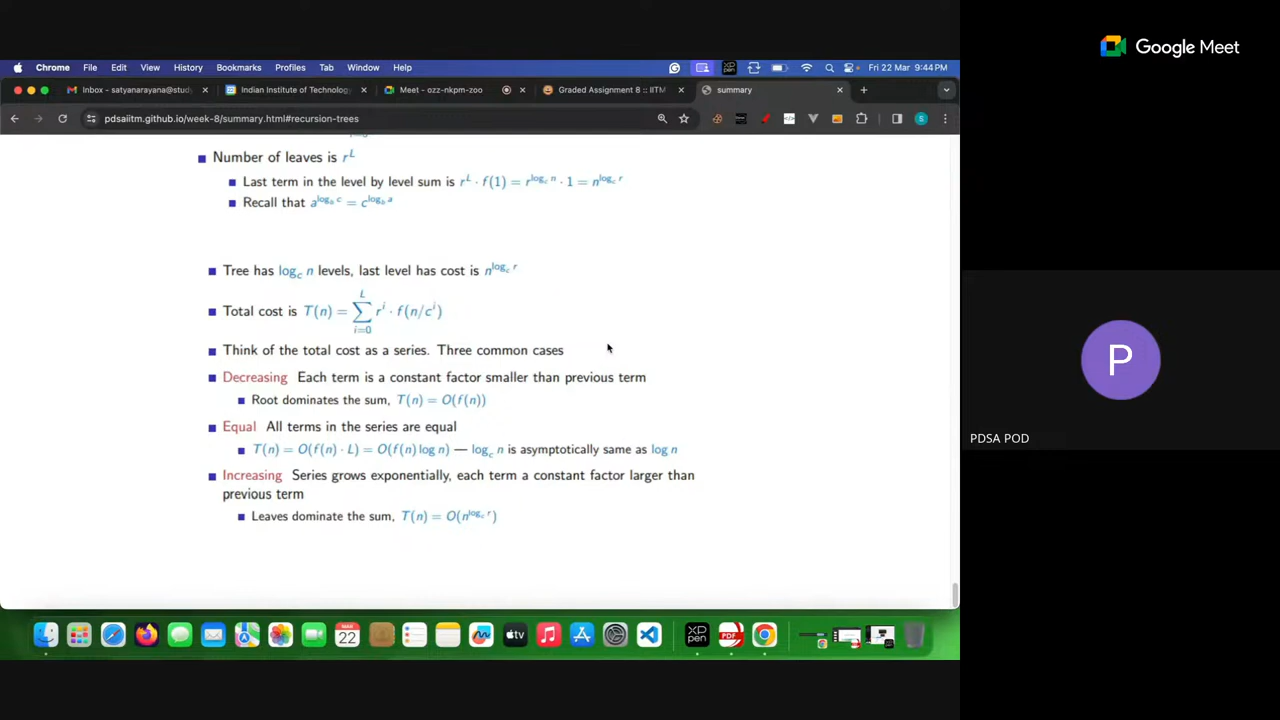 Google Meet
Chrome File Edit View History Bookmarks Profiles Tab Window Help
Fri 22 Mar 9:44 PM
Inbox - satyanarayana@study
Indian Institute of Technology
Meet - ozz-nkpm-zoo
Graded Assignment 8 :: IITM
summary
pdsaiitm.github.io/week-8/summary.html#recursion-trees
Number of leaves is r^L
Last term in the level by level sum is r^L · f(1) = r^{log_c n} · 1 = n^{log_c r}
Recall that a^{log_b c} = c^{log_b a}
Tree has log_c n levels, last level has cost is n^{log_c r}
Total cost is T(n) = ∑_{i=0}^{L} r^i · f(n/c^i)
Think of the total cost as a series. Three common cases
Decreasing Each term is a constant factor smaller than previous term
Root dominates the sum, T(n) = O(f(n))
Equal All terms in the series are equal
T(n) = O(f(n) · L) = O(f(n) log n) — log_c n is asymptotically same as log n
Increasing Series grows exponentially, each term a constant factor larger than
previous term
Leaves dominate the sum, T(n) = O(n^{log_c r})
P
PDSA POD
MAR
22
tv
XP
pen
PDF